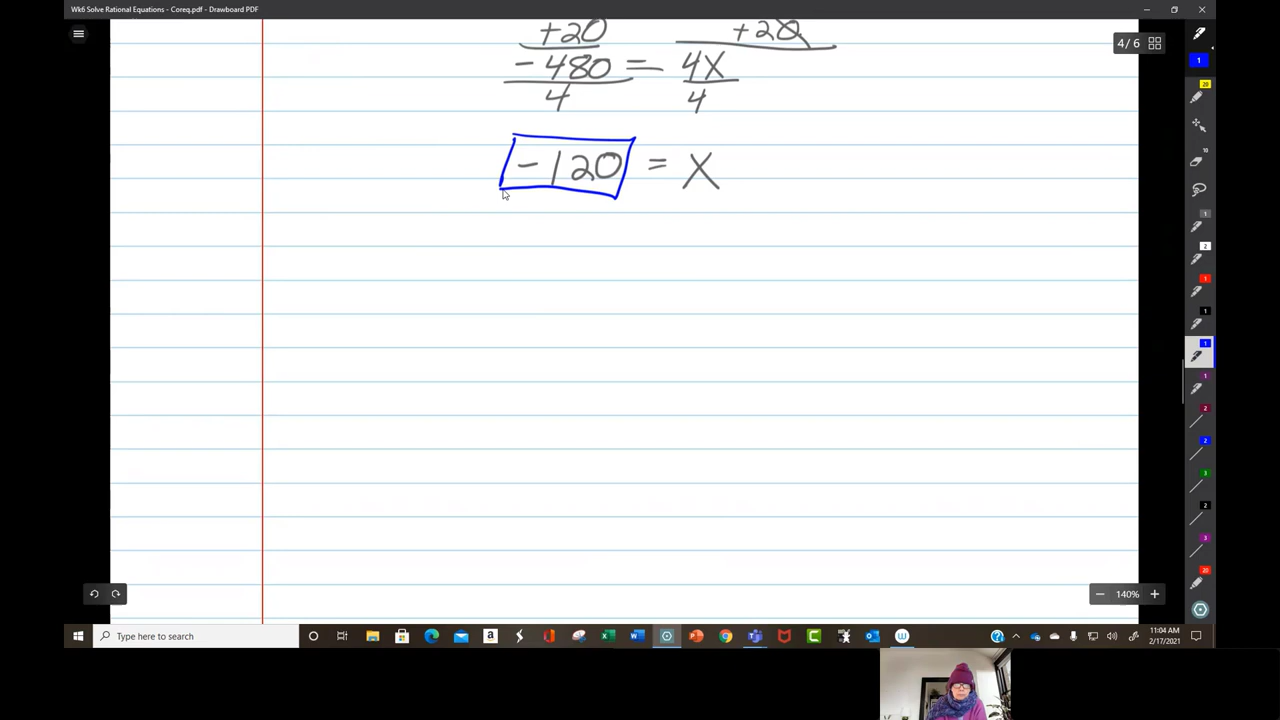 Wk6 Solve Rational Equations - Coreq.pdf - Drawboard PDF
4 / 6
+20 +20
-480 = 4X
4 4
-120 = X
140%
Type here to search
11:04 AM
2/17/2021